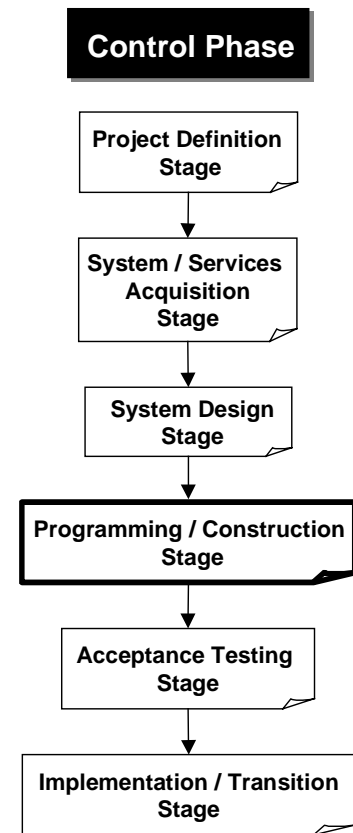 Control Phase
Project Definition
Stage
System / Services
Acquisition
Stage
System Design
Stage
Programming / Construction
Stage
Acceptance Testing
Stage
Implementation / Transition
Stage